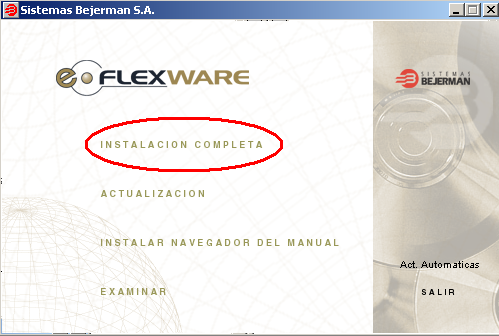 Sistemas Bejerman S.A.
e FLEXWARE
SISTEMAS
BEJERMAN
INSTALACION COMPLETA
ACTUALIZACION
INSTALAR NAVEGADOR DEL MANUAL
Act. Automaticas
EXAMINAR
SALIR